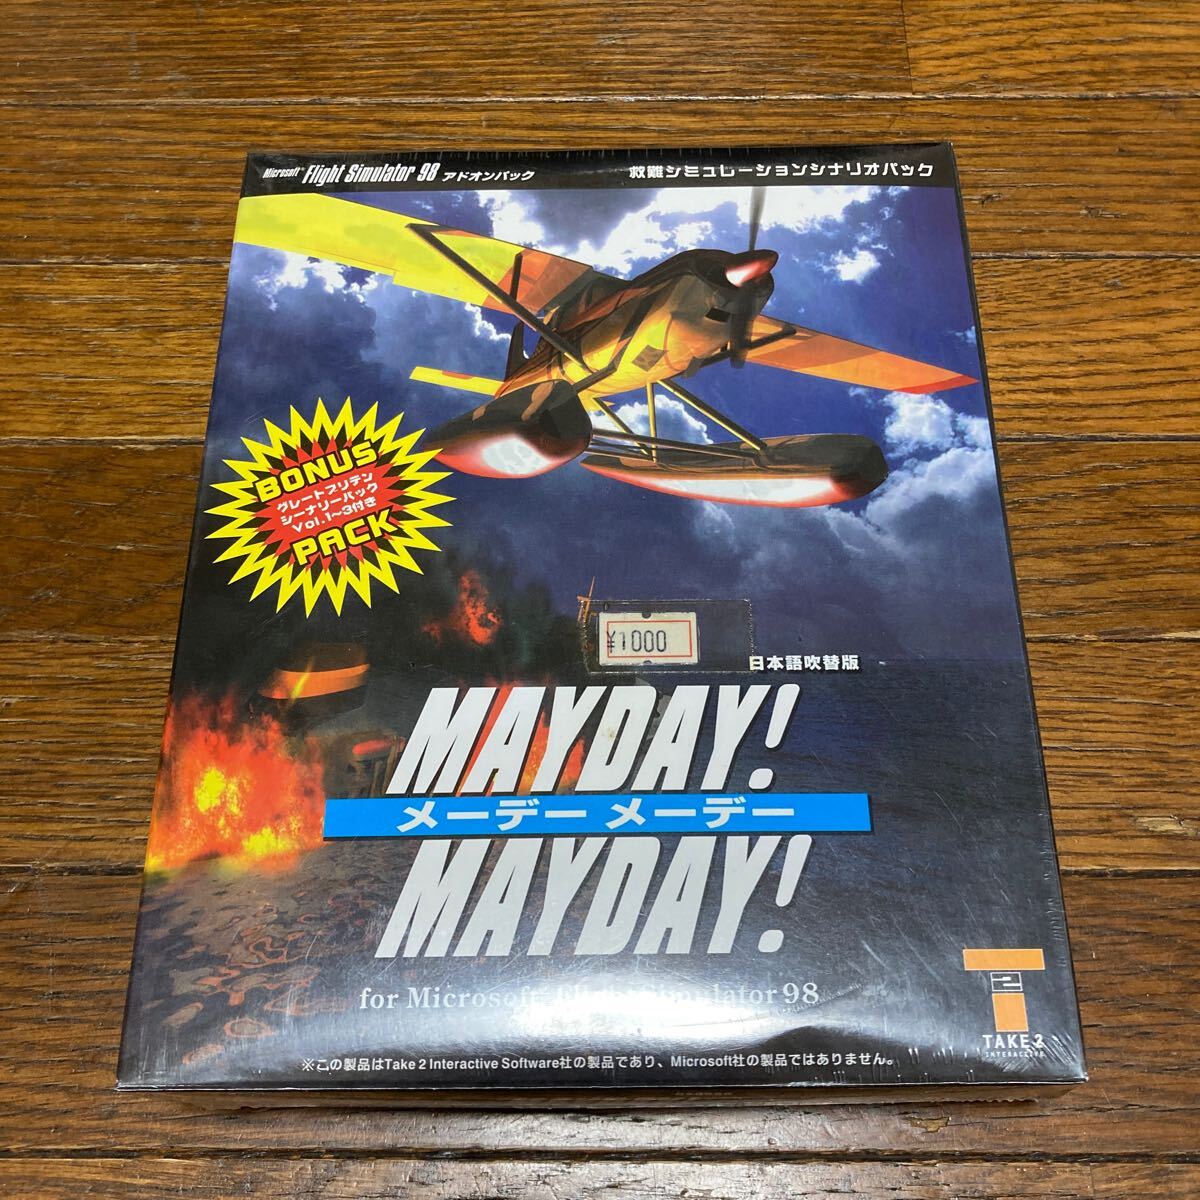 Microsoft™ Flight Simulator 98 アドオンパック
救難シミュレーションシナリオパック
BONUS
グレートブリテン
シーナリーパック
Vol.1~3付き
PACK
¥1000
日本語吹替版
MAYDAY!
メーデー メーデー
MAYDAY!
for Microsoft Flight Simulator 98
T
2
TAKE 2
INTERACTIVE
※この製品はTake 2 Interactive Software社の製品であり、Microsoft社の製品ではありません。